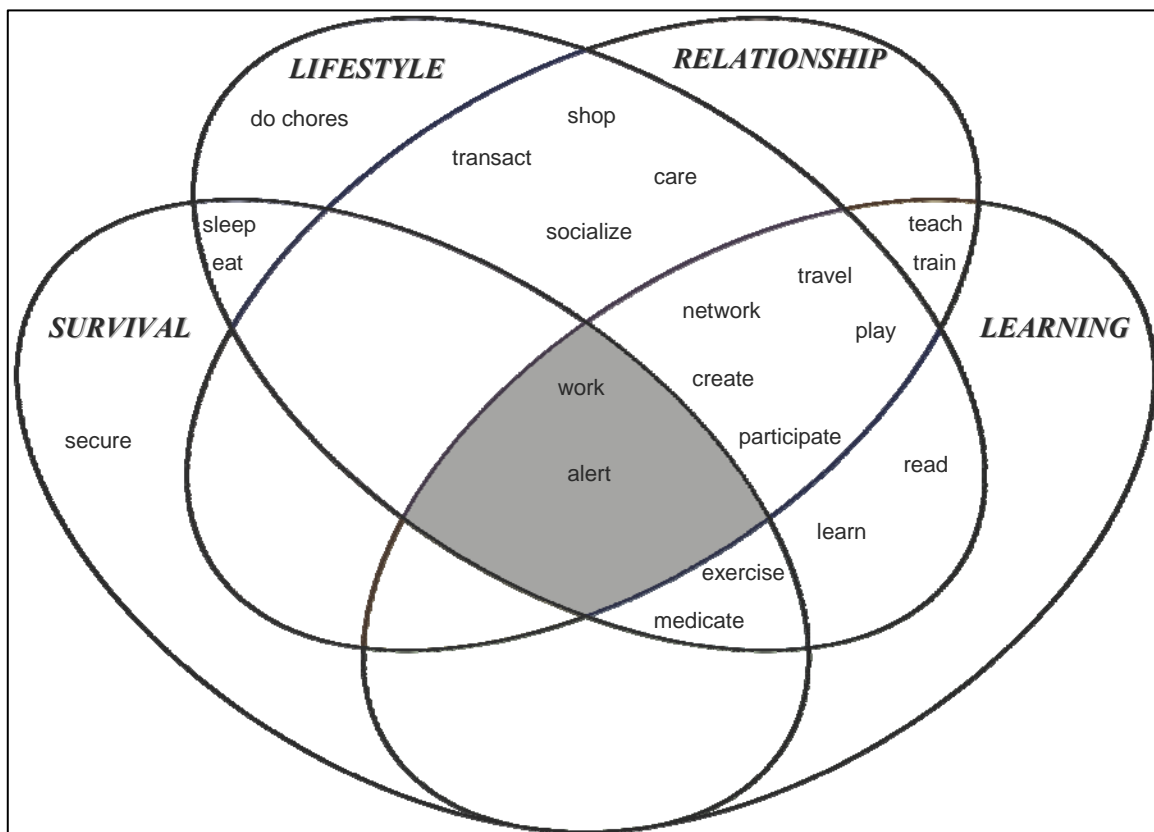 LIFESTYLE
RELATIONSHIP
do chores
shop
transact
care
sleep
socialize
teach
eat
travel
train
network
SURVIVAL
play
LEARNING
work
create
secure
participate
alert
read
learn
exercise
medicate